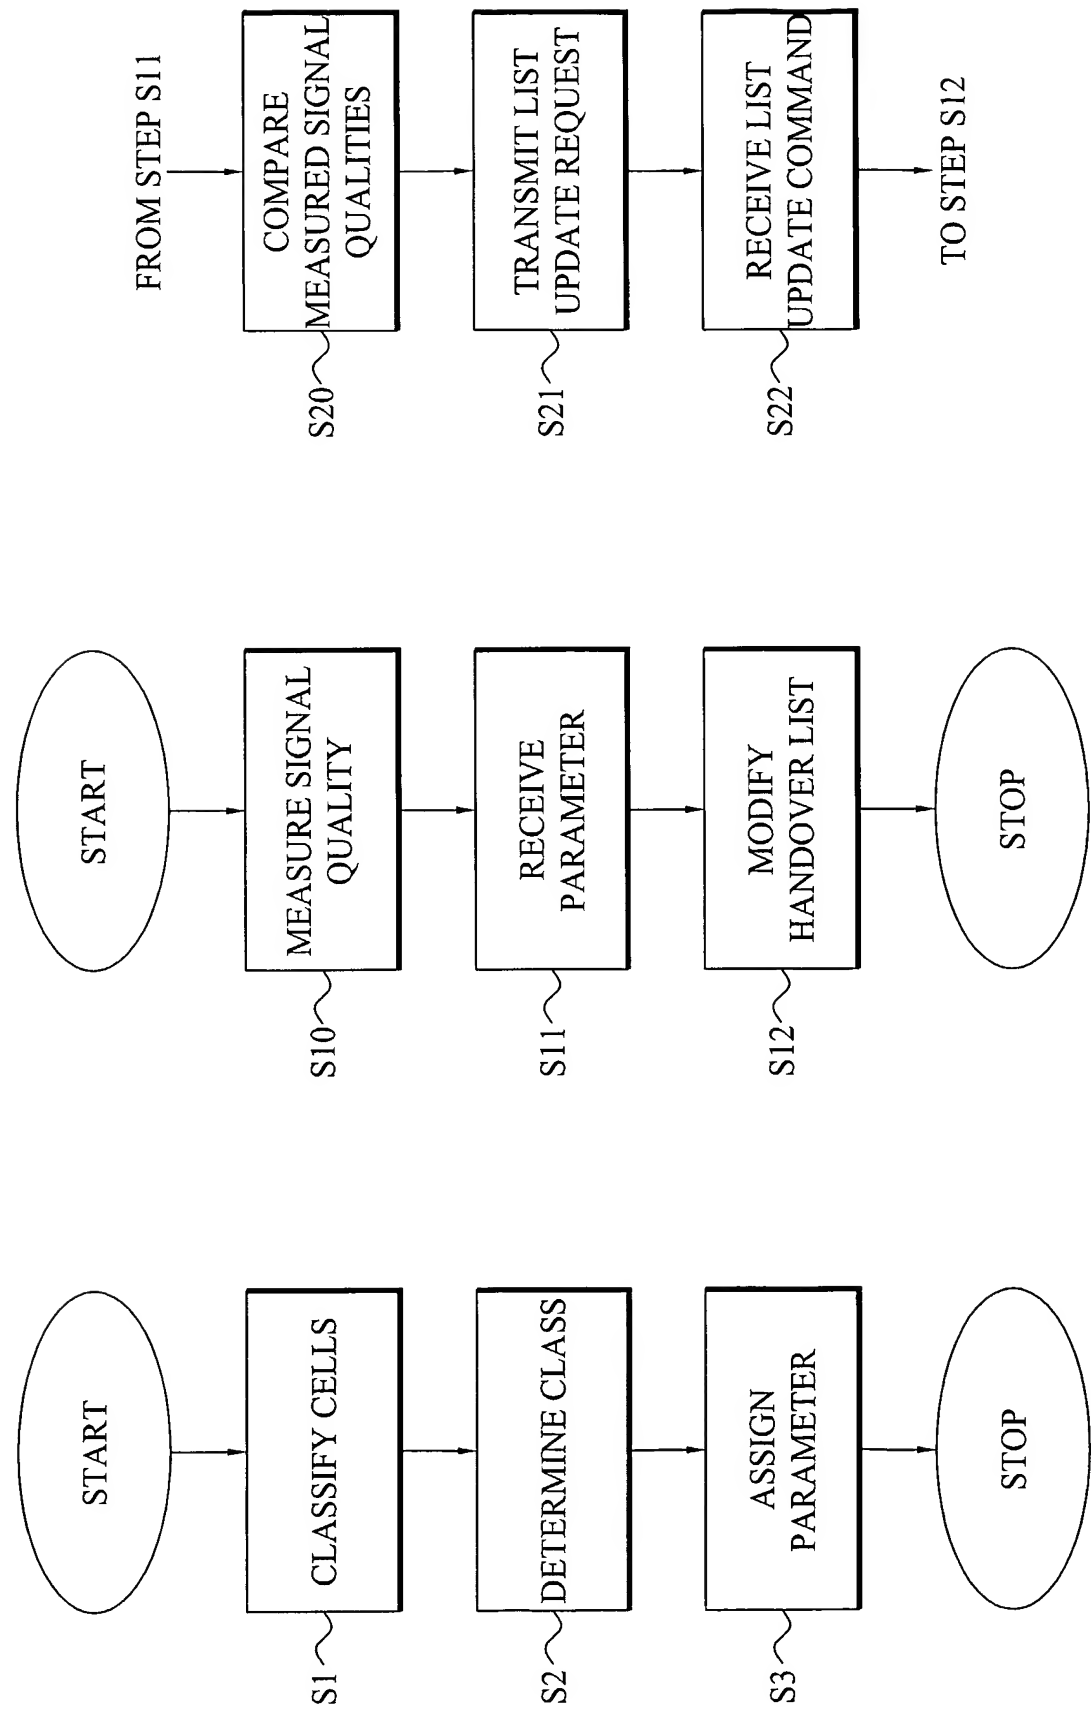 START
CLASSIFY CELLS
S1
DETERMINE CLASS
S2
ASSIGN
PARAMETER
S3
STOP
START
MEASURE SIGNAL
QUALITY
S10
RECEIVE
PARAMETER
S11
MODIFY
HANDOVER LIST
S12
STOP
FROM STEP S11
COMPARE
MEASURED SIGNAL
QUALITIES
S20
TRANSMIT LIST
UPDATE REQUEST
S21
RECEIVE LIST
UPDATE COMMAND
S22
TO STEP S12